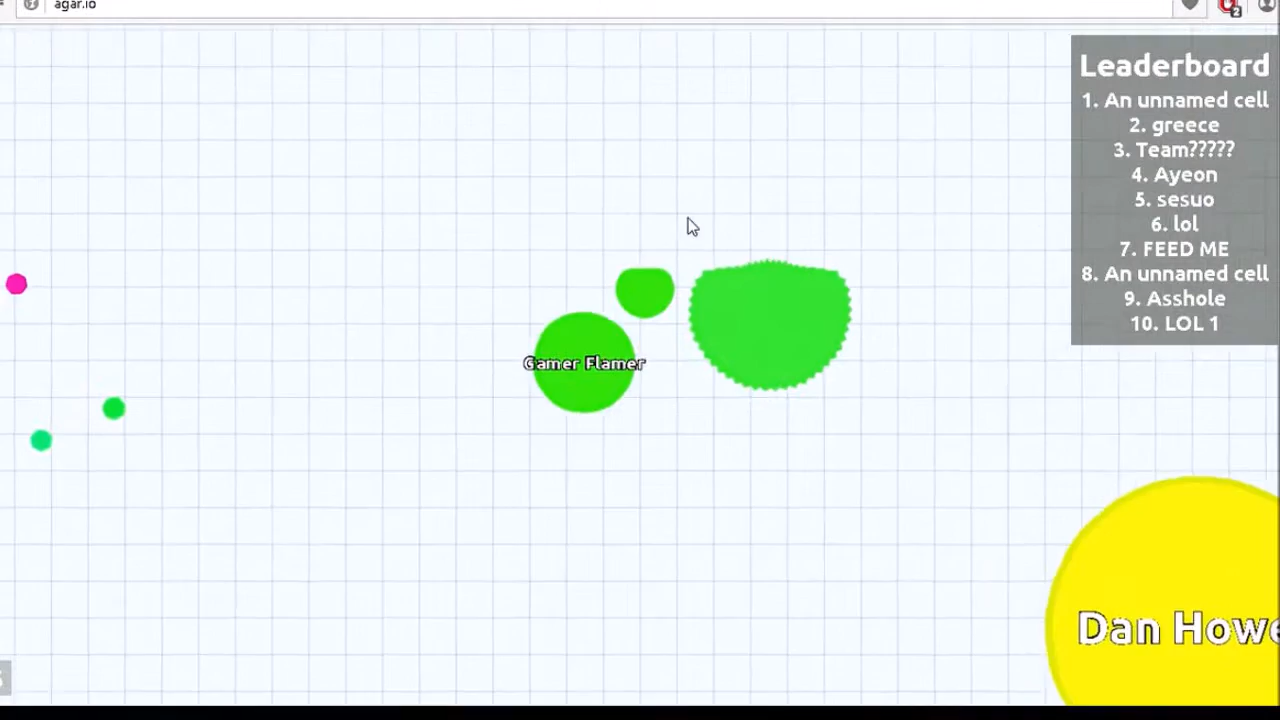 agar.io
2
Leaderboard
1. An unnamed cell
2. greece
3. Team?????
4. Ayeon
5. sesuo
6. lol
7. FEED ME
8. An unnamed cell
9. Asshole
10. LOL 1
Gamer Flamer
Dan Howe